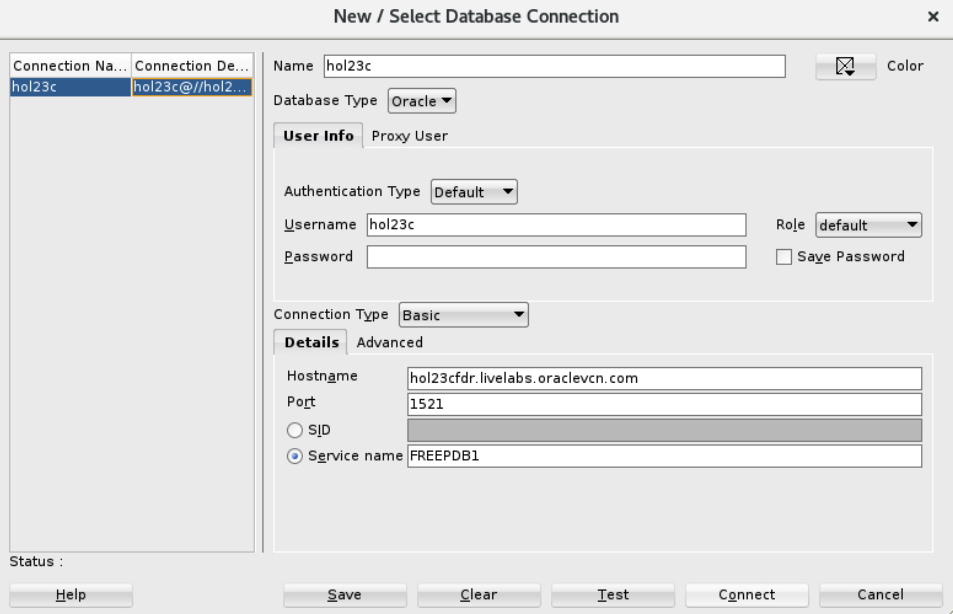 New / Select Database Connection
Connection Na... Connection De...
hol23c hol23c@//hol2...
Name hol23c Color
Database Type Oracle
User Info Proxy User
Authentication Type Default
Username hol23c Role default
Password Save Password
Connection Type Basic
Details Advanced
Hostname hol23cfdr.livelabs.oraclevcn.com
Port 1521
SID
Service name FREEPDB1
Status :
Help Save Clear Test Connect Cancel